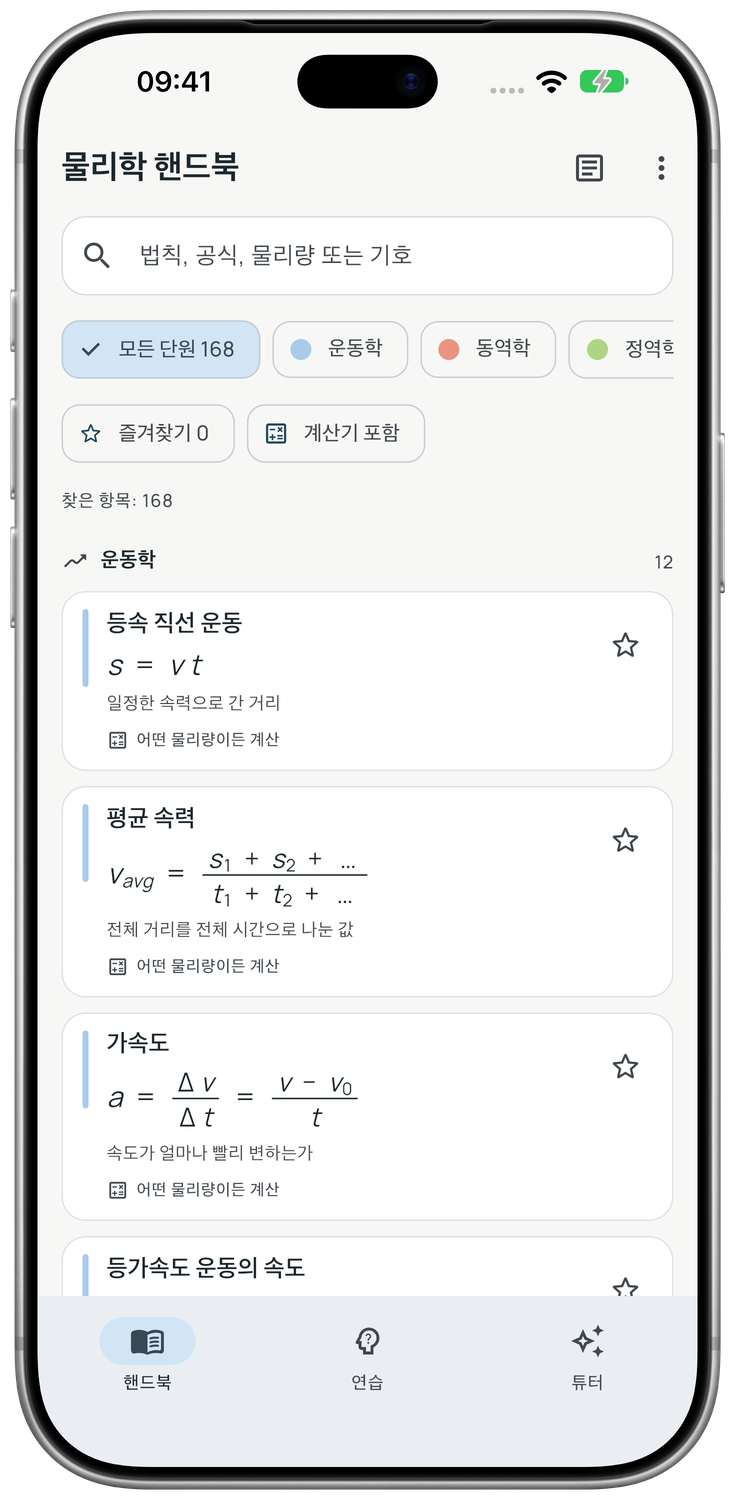 09:41
물리학 핸드북
법칙, 공식, 물리량 또는 기호
모든 단원 168
운동학
동역학
정역학
즐겨찾기 0
계산기 포함
찾은 항목: 168
운동학
12
등속 직선 운동
s = v t
일정한 속력으로 간 거리
어떤 물리량이든 계산
평균 속력
v_avg = (s₁ + s₂ + …) / (t₁ + t₂ + …)
전체 거리를 전체 시간으로 나눈 값
어떤 물리량이든 계산
가속도
a = Δ v / Δ t = (v − v₀) / t
속도가 얼마나 빨리 변하는가
어떤 물리량이든 계산
등가속도 운동의 속도
핸드북
연습
튜터